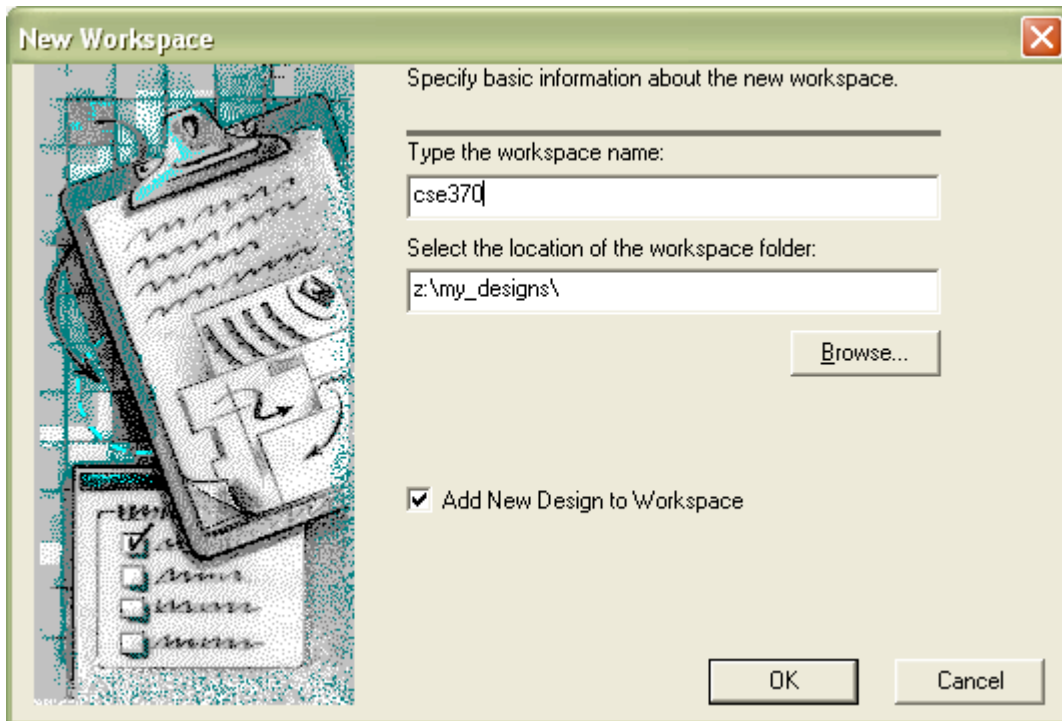 New Workspace
Specify basic information about the new workspace.
Type the workspace name:
cse370
Select the location of the workspace folder:
z:\my_designs\
Browse...
Add New Design to Workspace
OK
Cancel